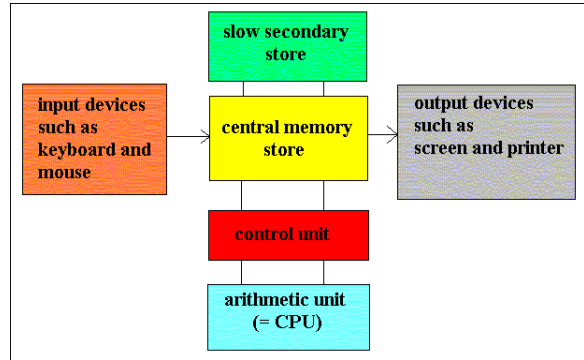 slow secondary
store
input devices
such as
keyboard and
mouse
central memory
store
output devices
such as
screen and printer
control unit
arithmetic unit
(= CPU)